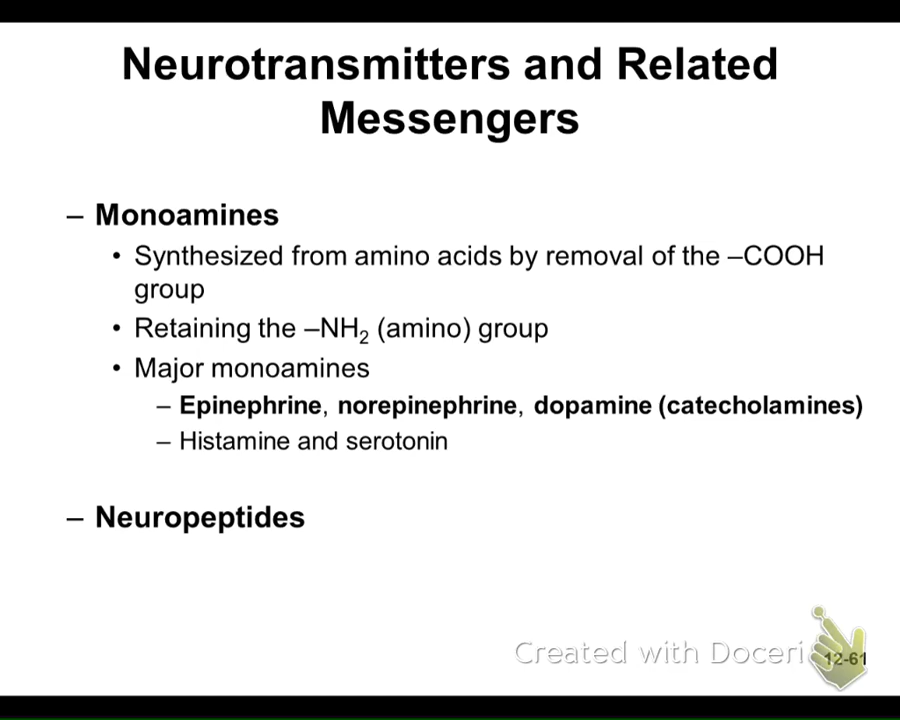 Neurotransmitters and Related
Messengers
– Monoamines
• Synthesized from amino acids by removal of the –COOH
group
• Retaining the –NH₂ (amino) group
• Major monoamines
– Epinephrine, norepinephrine, dopamine (catecholamines)
– Histamine and serotonin
– Neuropeptides
Created with Doceri
12-61